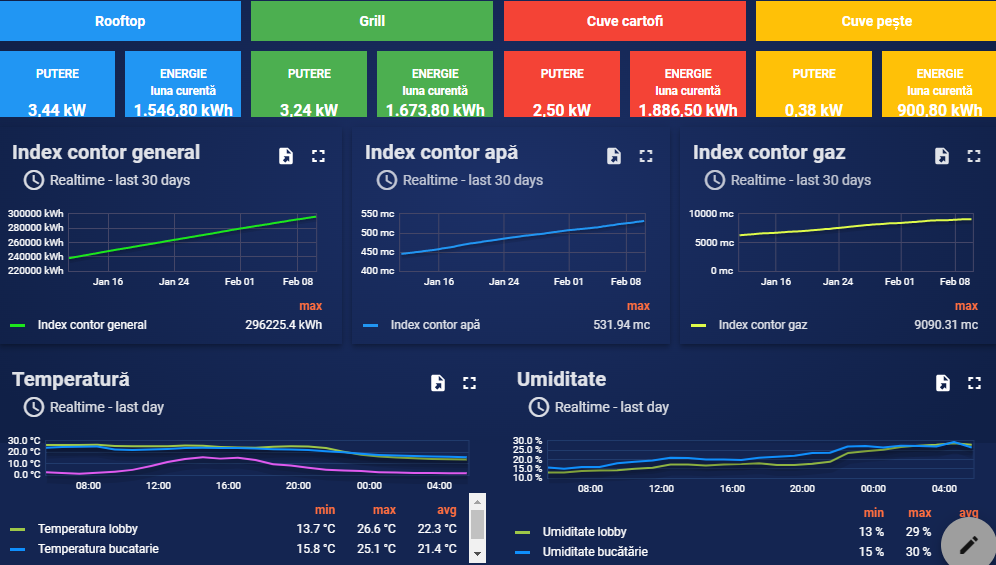 Rooftop Grill Cuve cartofi Cuve pește
PUTERE ENERGIE PUTERE ENERGIE PUTERE ENERGIE PUTERE ENERGIE
luna curentă luna curentă luna curentă luna curentă
3,44 kW 1.546,80 kWh 3,24 kW 1.673,80 kWh 2,50 kW 1.886,50 kWh 0,38 kW 900,80 kWh
Index contor general
Realtime - last 30 days
300000 kWh
280000 kWh
260000 kWh
240000 kWh
220000 kWh
Jan 16 Jan 24 Feb 01 Feb 08
max
Index contor general 296225.4 kWh
Index contor apă
Realtime - last 30 days
550 mc
500 mc
450 mc
400 mc
Jan 16 Jan 24 Feb 01 Feb 08
max
Index contor apă 531.94 mc
Index contor gaz
Realtime - last 30 days
10000 mc
5000 mc
0 mc
Jan 16 Jan 24 Feb 01 Feb 08
max
Index contor gaz 9090.31 mc
Temperatură
Realtime - last day
30.0 °C
20.0 °C
10.0 °C
0.0 °C
08:00 12:00 16:00 20:00 00:00 04:00
min max avg
Temperatura lobby 13.7 °C 26.6 °C 22.3 °C
Temperatura bucatarie 15.8 °C 25.1 °C 21.4 °C
Umiditate
Realtime - last day
30.0 %
25.0 %
20.0 %
15.0 %
10.0 %
08:00 12:00 16:00 20:00 00:00 04:00
min max avg
Umiditate lobby 13 % 29 %
Umiditate bucătărie 15 % 30 %